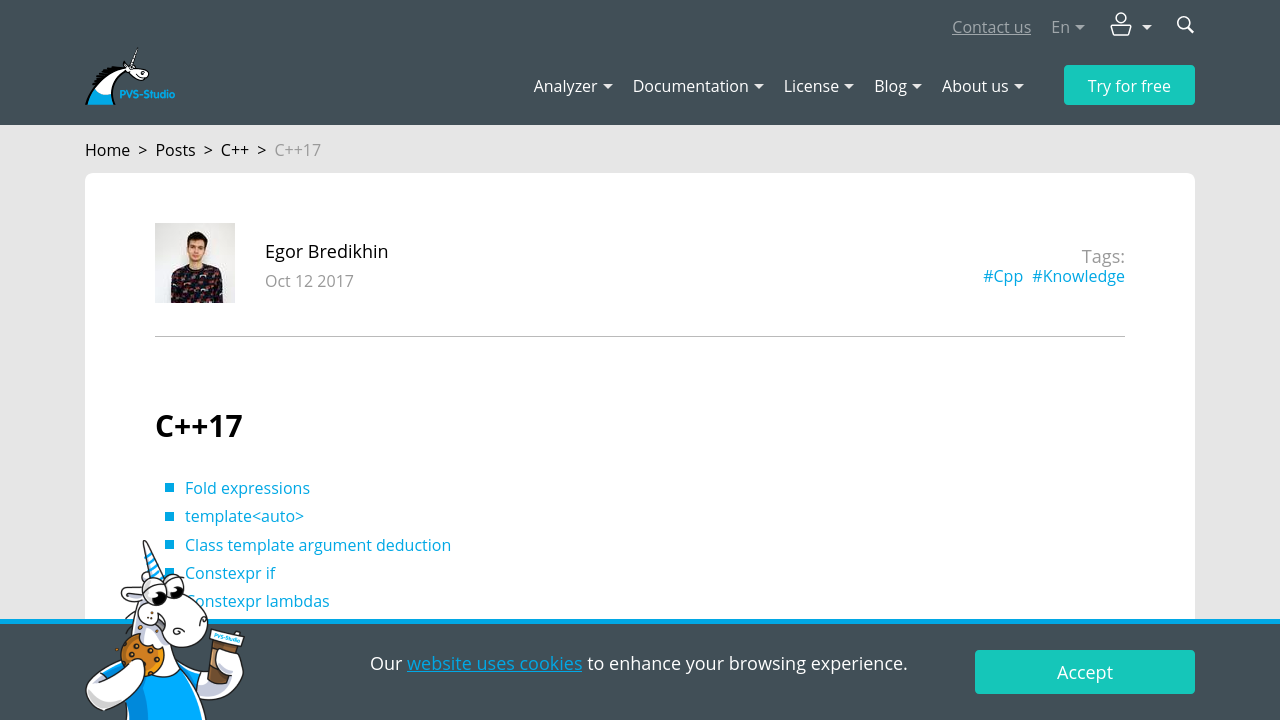 Contact us En
PVS-Studio
Analyzer Documentation License Blog About us Try for free
Home > Posts > C++ > C++17
Egor Bredikhin
Oct 12 2017
Tags:
#Cpp #Knowledge
C++17
Fold expressions
template<auto>
Class template argument deduction
Constexpr if
Constexpr lambdas
PVS-Studio
Our website uses cookies to enhance your browsing experience.
Accept